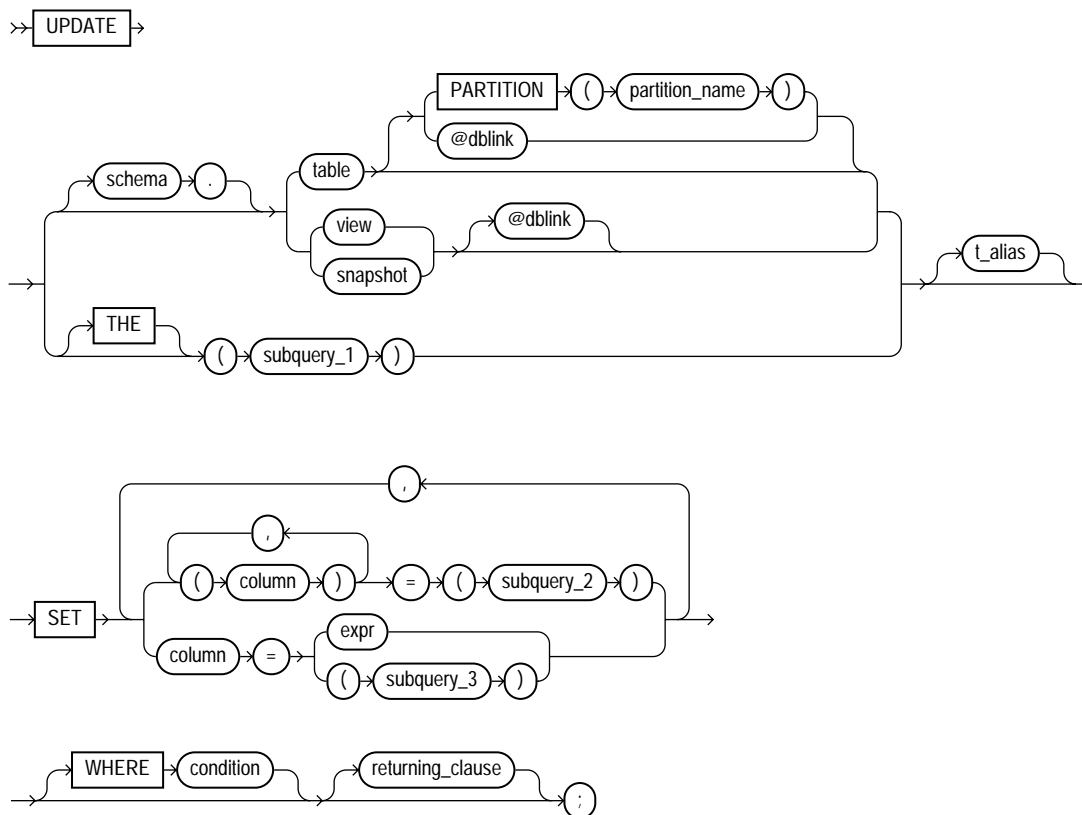 UPDATE
PARTITION ( partition_name )
@dblink
schema . table
view @dblink
snapshot
t_alias
THE
( subquery_1 )
,
,
( column ) = ( subquery_2 )
SET
expr
column =
( subquery_3 )
WHERE condition returning_clause
;